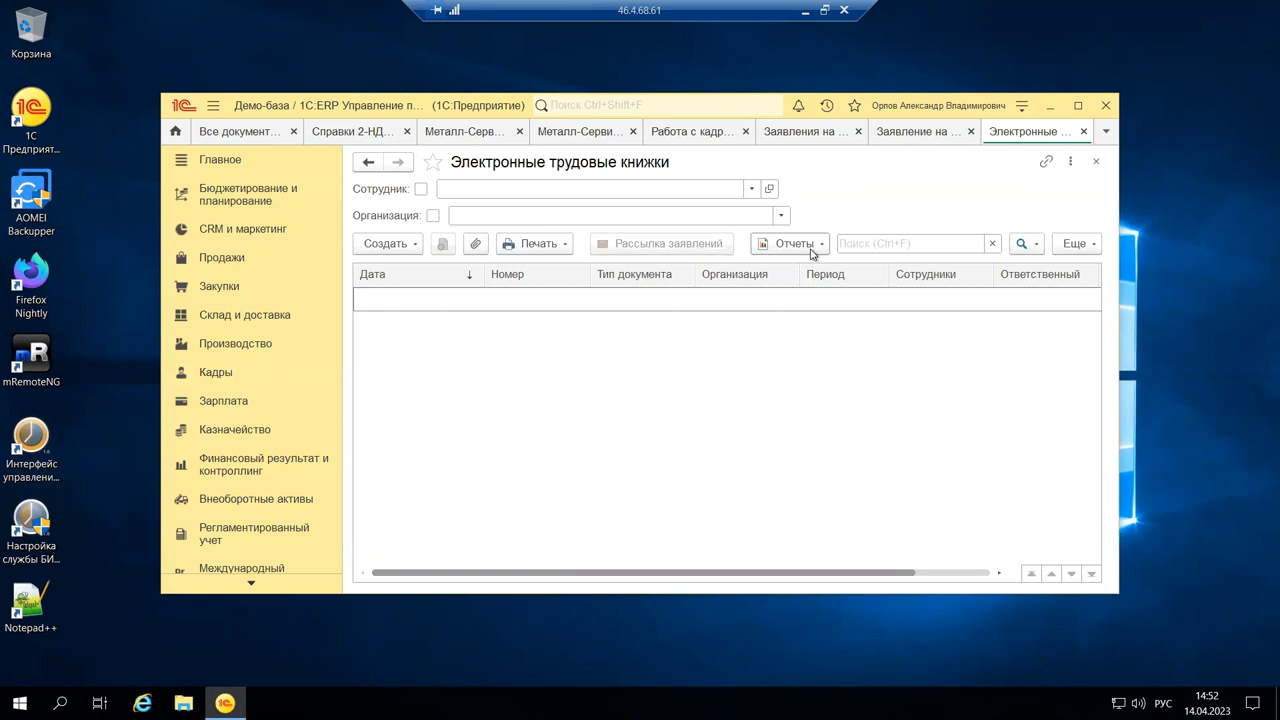 46.4.68.61
Корзина
1С
Предприят...
AOMEI
Backupper
Firefox
Nightly
mRemoteNG
Интерфейс
управлени...
Настройка
службы БИ...
Notepad++
Демо-база / 1С:ERP Управление п... (1С:Предприятие)
Поиск Ctrl+Shift+F
Орлов Александр Владимирович
Все документ...
Справки 2-НД...
Металл-Серв...
Металл-Серви...
Работа с кадр...
Заявления на ...
Заявление на ...
Электронные ...
Главное
Бюджетирование и
планирование
CRM и маркетинг
Продажи
Закупки
Склад и доставка
Производство
Кадры
Зарплата
Казначейство
Финансовый результат и
контроллинг
Внеоборотные активы
Регламентированный
учет
Международный
Электронные трудовые книжки
Сотрудник:
Организация:
Создать
Печать
Рассылка заявлений
Отчеты
Поиск (Ctrl+F)
Еще
Дата ↓ Номер Тип документа Организация Период Сотрудники Ответственный
РУС
14:52
14.04.2023